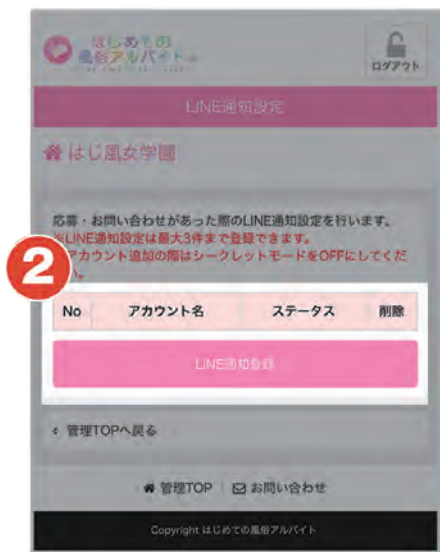 はじめての
風俗アルバイト
ログアウト
LINE通知設定
はじ風女学園
応募・お問い合わせがあった際のLINE通知設定を行います。
※LINE通知設定は最大3件まで登録できます。
アカウント追加の際はシークレットモードをOFFにしてくだ
い。
2
No アカウント名 ステータス 削除
LINE通知登録
‹ 管理TOPへ戻る
管理TOP お問い合わせ
Copyright はじめての風俗アルバイト